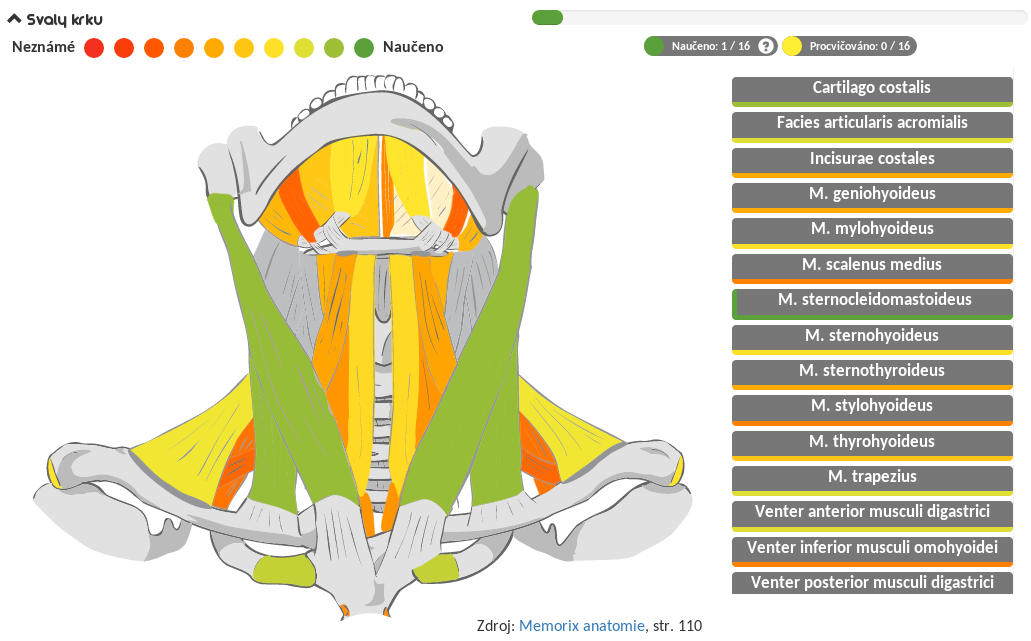 Svaly krku
Neznámé
Naučeno
Naučeno: 1 / 16 ?
Procvičováno: 0 / 16
Cartilago costalis
Facies articularis acromialis
Incisurae costales
M. geniohyoideus
M. mylohyoideus
M. scalenus medius
M. sternocleidomastoideus
M. sternohyoideus
M. sternothyroideus
M. stylohyoideus
M. thyrohyoideus
M. trapezius
Venter anterior musculi digastrici
Venter inferior musculi omohyoidei
Venter posterior musculi digastrici
Zdroj: Memorix anatomie, str. 110